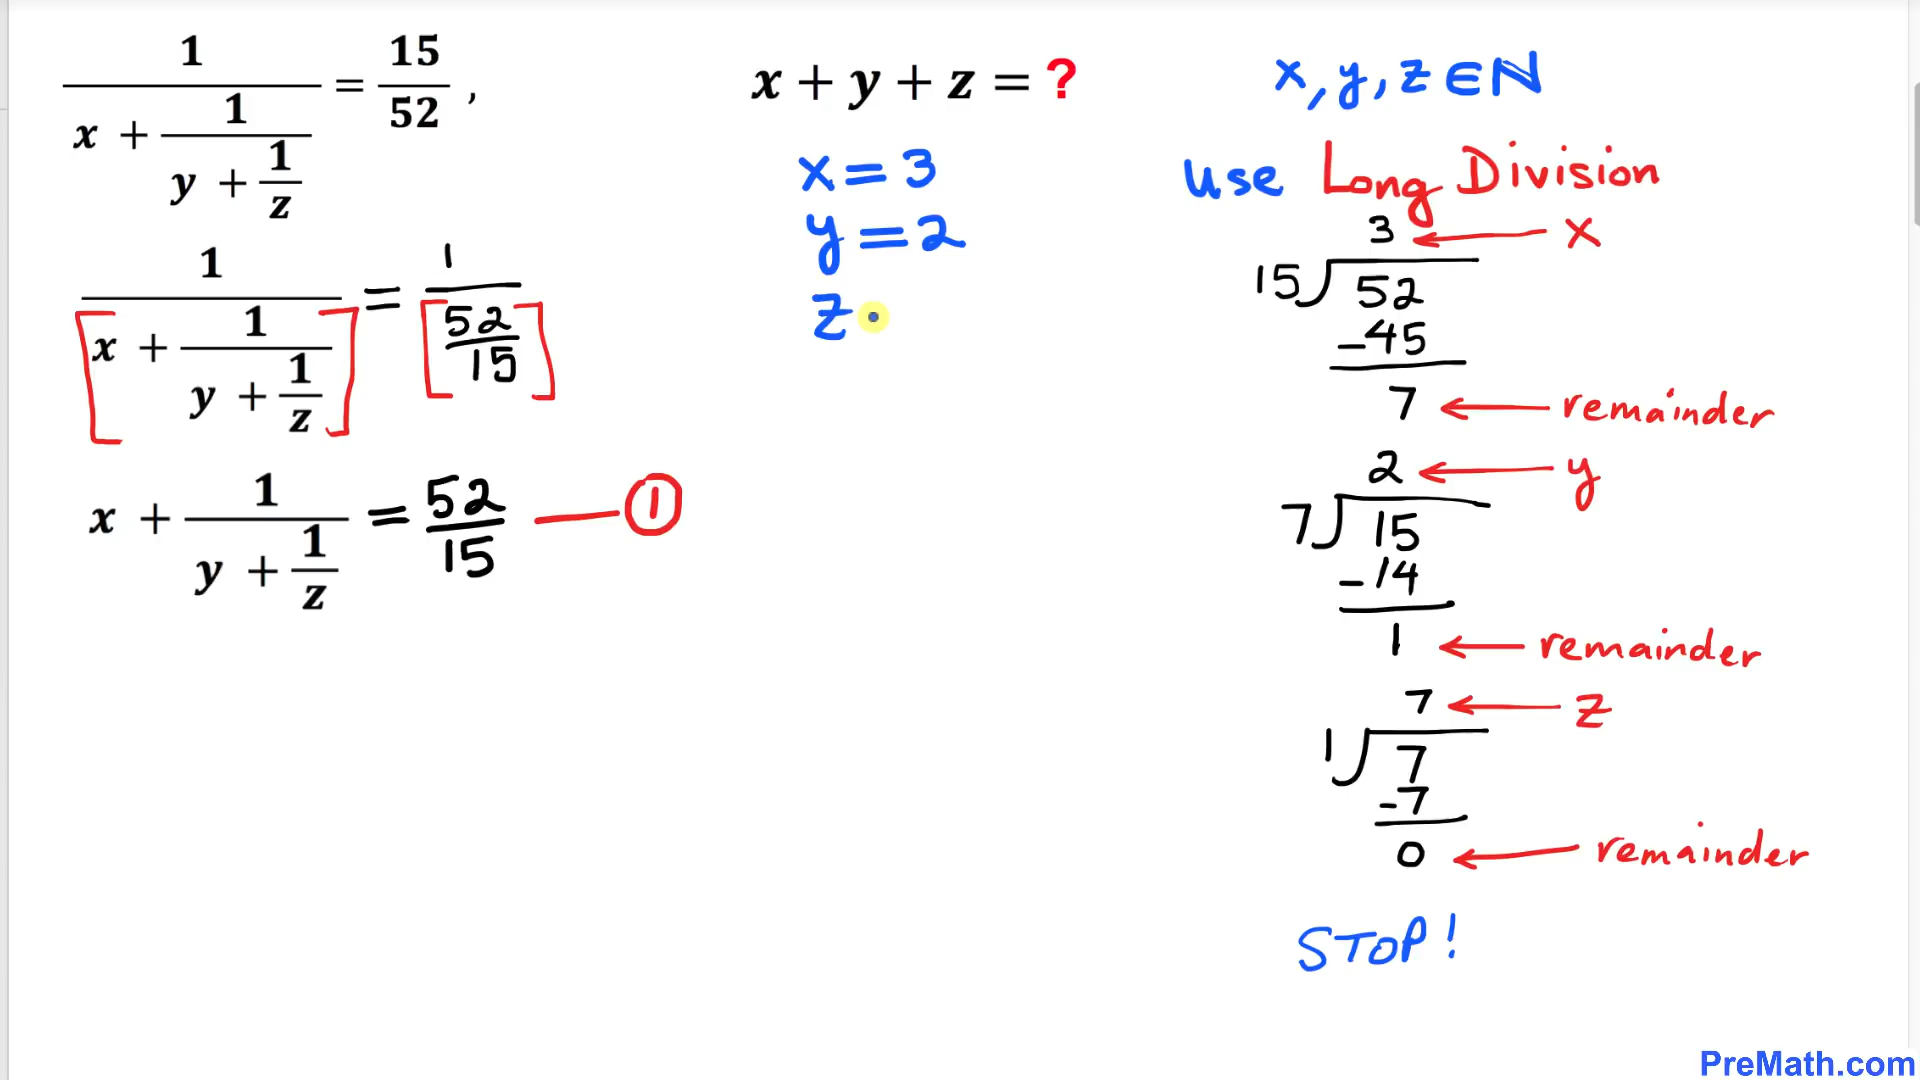 1/(x + 1/(y + 1/z)) = 15/52 ,
x + y + z = ?
x, y, z ∈ ℕ
1/[x + 1/(y + 1/z)] = 1/[52/15]
x + 1/(y + 1/z) = 52/15 — ①
x = 3
y = 2
z
use Long Division
3 ← x
15 ) 52
-45
7 ← remainder
2 ← y
7 ) 15
-14
1 ← remainder
7 ← z
1 ) 7
-7
0 ← remainder
STOP!
PreMath.com